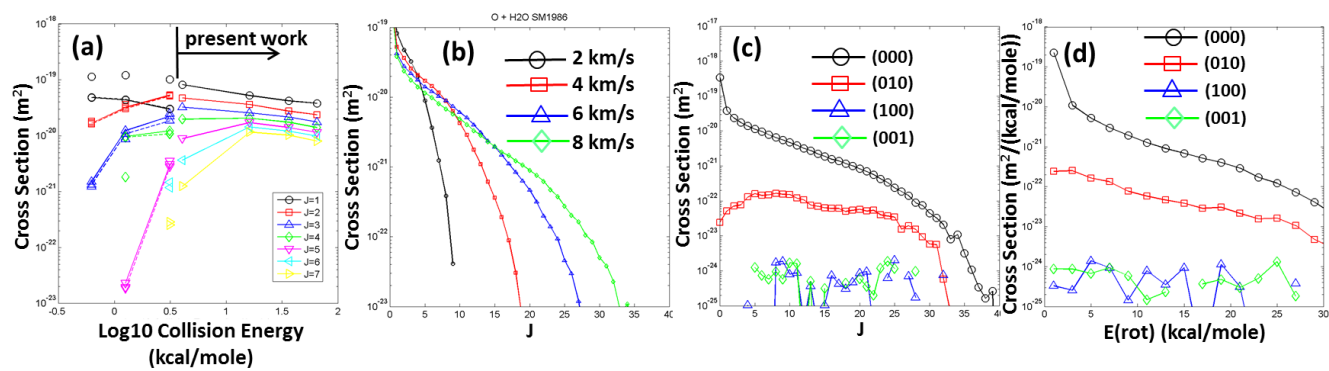 (a)
present work
Cross Section (m²)
10⁻¹⁸
10⁻¹⁹
10⁻²⁰
10⁻²¹
10⁻²²
10⁻²³
J=1
J=2
J=3
J=4
J=5
J=6
J=7
-0.5 0 0.5 1 1.5 2
Log10 Collision Energy
(kcal/mole)
O + H2O SM1986
(b)
2 km/s
4 km/s
6 km/s
8 km/s
Cross Section (m²)
10⁻¹⁹
10⁻²⁰
10⁻²¹
10⁻²²
10⁻²³
0 5 10 15 20 25 30 35 40
J
(c)
(000)
(010)
(100)
(001)
Cross Section (m²)
10⁻¹⁷
10⁻¹⁸
10⁻¹⁹
10⁻²⁰
10⁻²¹
10⁻²²
10⁻²³
10⁻²⁴
10⁻²⁵
0 5 10 15 20 25 30 35 40
J
(d)
(000)
(010)
(100)
(001)
Cross Section (m²/(kcal/mole))
10⁻¹⁸
10⁻¹⁹
10⁻²⁰
10⁻²¹
10⁻²²
10⁻²³
10⁻²⁴
10⁻²⁵
0 5 10 15 20 25 30
E(rot) (kcal/mole)